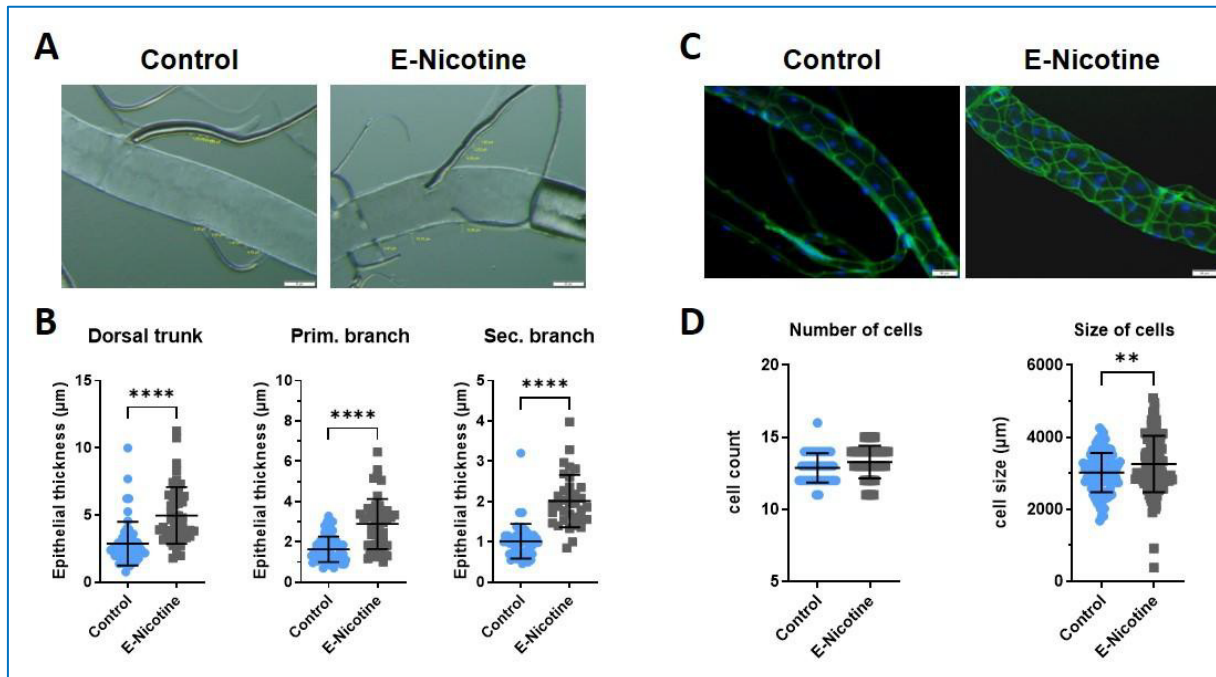 A
Control
E-Nicotine
B
Dorsal trunk
Prim. branch
Sec. branch
Epithelial thickness (µm)
15
10
5
0
****
Control
E-Nicotine
Epithelial thickness (µm)
10
8
6
4
2
0
****
Control
E-Nicotine
Epithelial thickness (µm)
5
4
3
2
1
0
****
Control
E-Nicotine
C
Control
E-Nicotine
D
Number of cells
Size of cells
cell count
20
15
10
5
Control
E-Nicotine
cell size (µm)
6000
4000
2000
0
**
Control
E-Nicotine